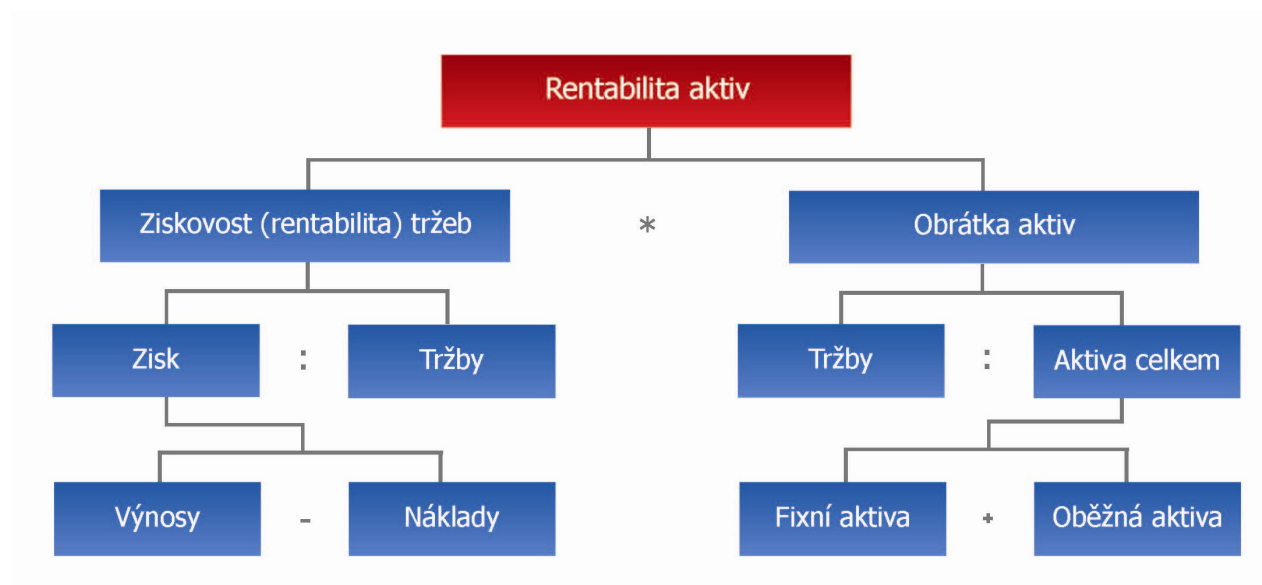 Rentabilita aktiv
Ziskovost (rentabilita) tržeb * Obrátka aktiv
Zisk : Tržby Tržby : Aktiva celkem
Výnosy - Náklady Fixní aktiva + Oběžná aktiva